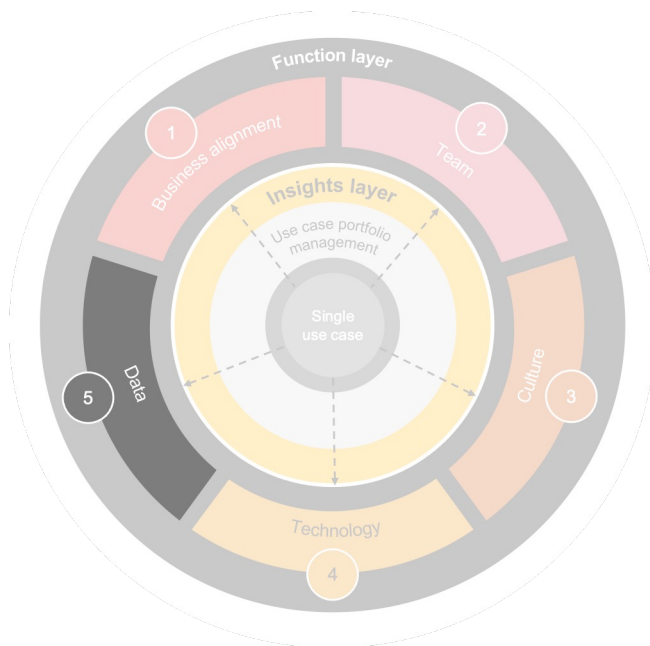 Function layer
1
Business alignment
2
Team
Insights layer
Use case portfolio
management
Single
use case
Culture
3
Data
5
Technology
4